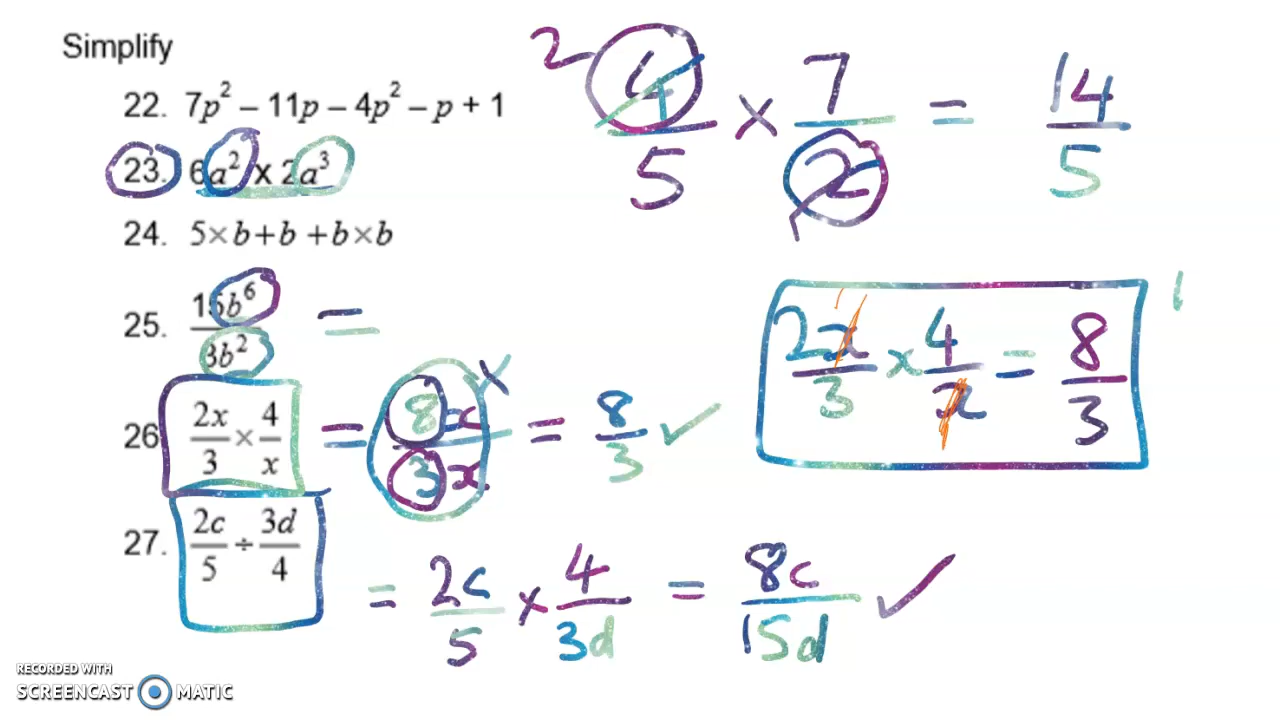 Simplify
22. 7p² – 11p – 4p² – p + 1
23. 6a² x 2a³
24. 5×b+b +b×b
25. 15b⁶/3b² =
26 2x/3 × 4/x = 8x/3x = 8/3 ✓
27. 2c/5 ÷ 3d/4
= 2c/5 × 4/3d = 8c/15d ✓
2 4/5 × 7/2 = 14/5
2x/3 × 4/x = 8/3
RECORDED WITH
SCREENCAST MATIC